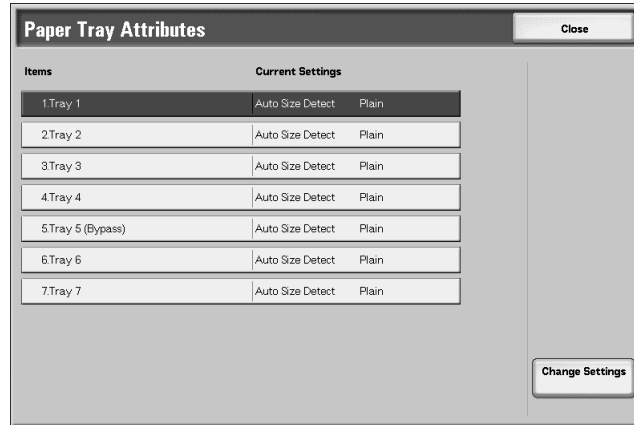 Paper Tray Attributes Close
Items Current Settings
1.Tray 1 Auto Size Detect Plain
2.Tray 2 Auto Size Detect Plain
3.Tray 3 Auto Size Detect Plain
4.Tray 4 Auto Size Detect Plain
5.Tray 5 (Bypass) Auto Size Detect Plain
6.Tray 6 Auto Size Detect Plain
7.Tray 7 Auto Size Detect Plain
Change Settings